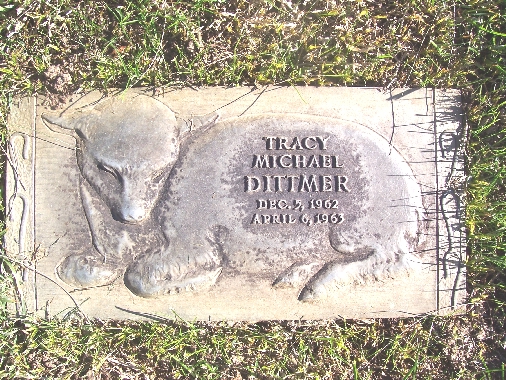 TRACY
MICHAEL
DITTMER
DEC. 5, 1962
APRIL 6, 1963